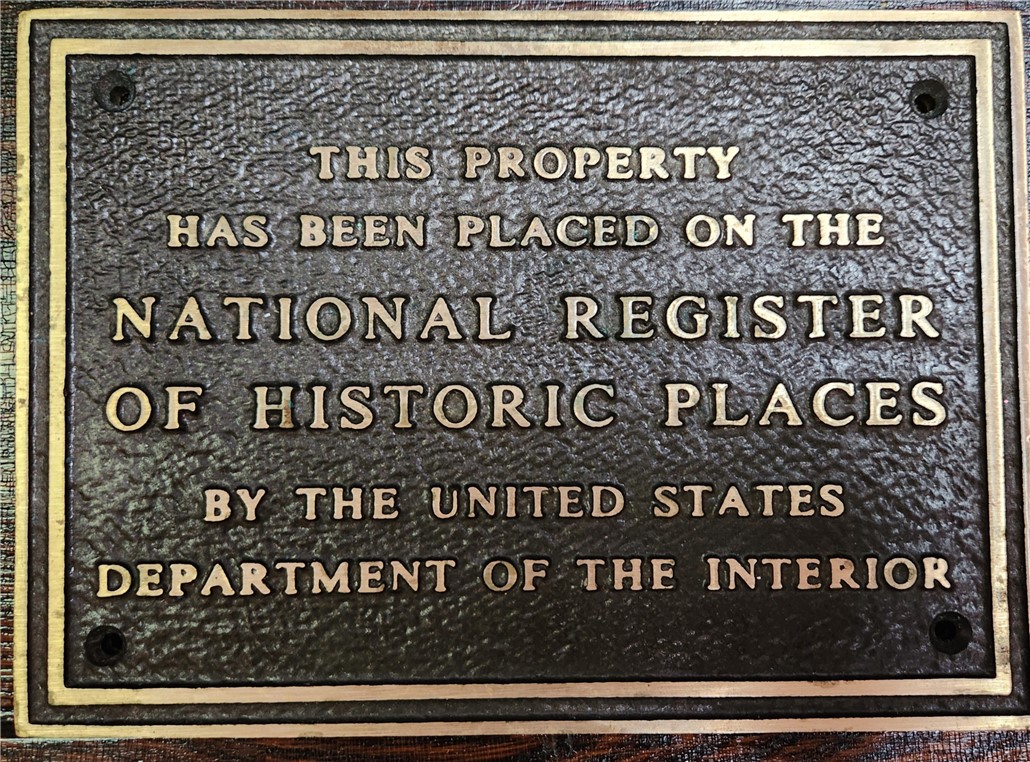 THIS PROPERTY
HAS BEEN PLACED ON THE
NATIONAL REGISTER
OF HISTORIC PLACES
BY THE UNITED STATES
DEPARTMENT OF THE INTERIOR